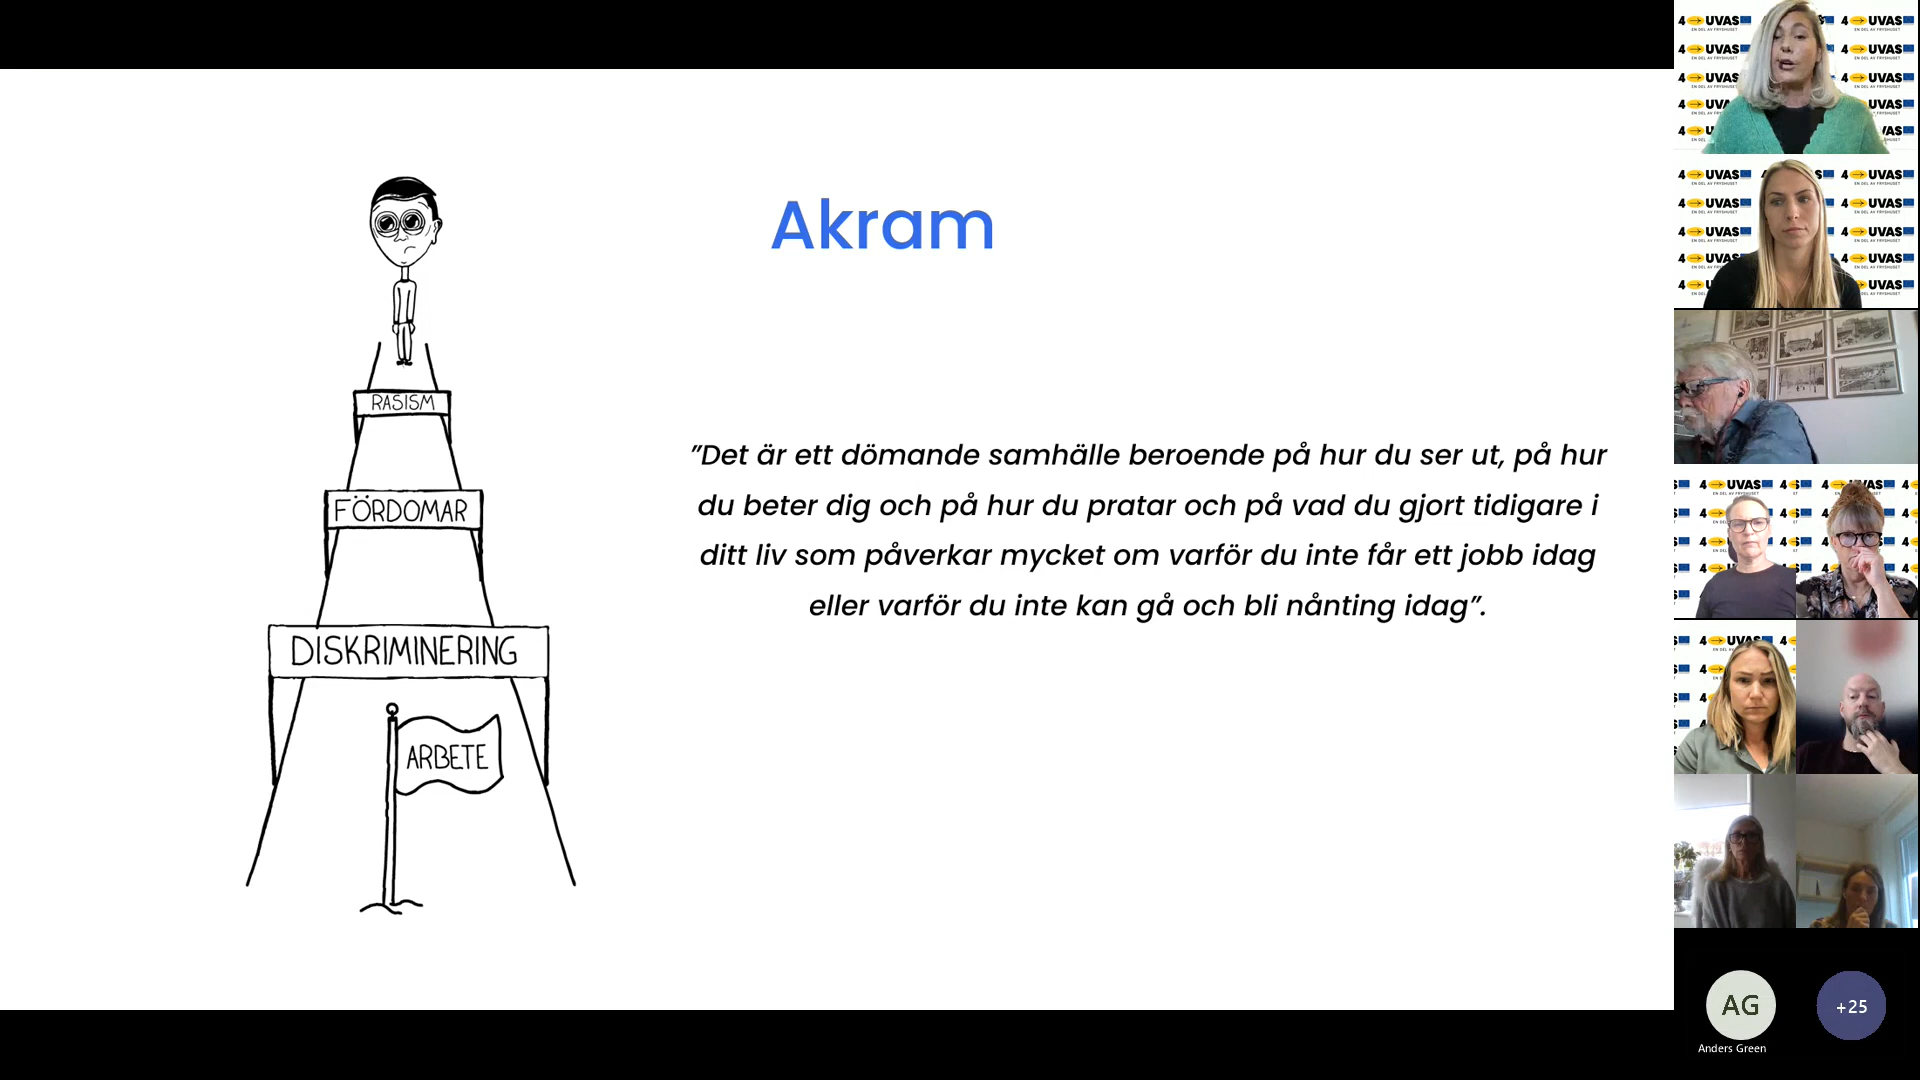 Akram
”Det är ett dömande samhälle beroende på hur du ser ut, på hur
du beter dig och på hur du pratar och på vad du gjort tidigare i
ditt liv som påverkar mycket om varför du inte får ett jobb idag
eller varför du inte kan gå och bli nånting idag”.
RASISM
FÖRDOMAR
DISKRIMINERING
ARBETE
4 UVAS
EN DEL AV FRYSHUSET
AG
Anders Green
+25